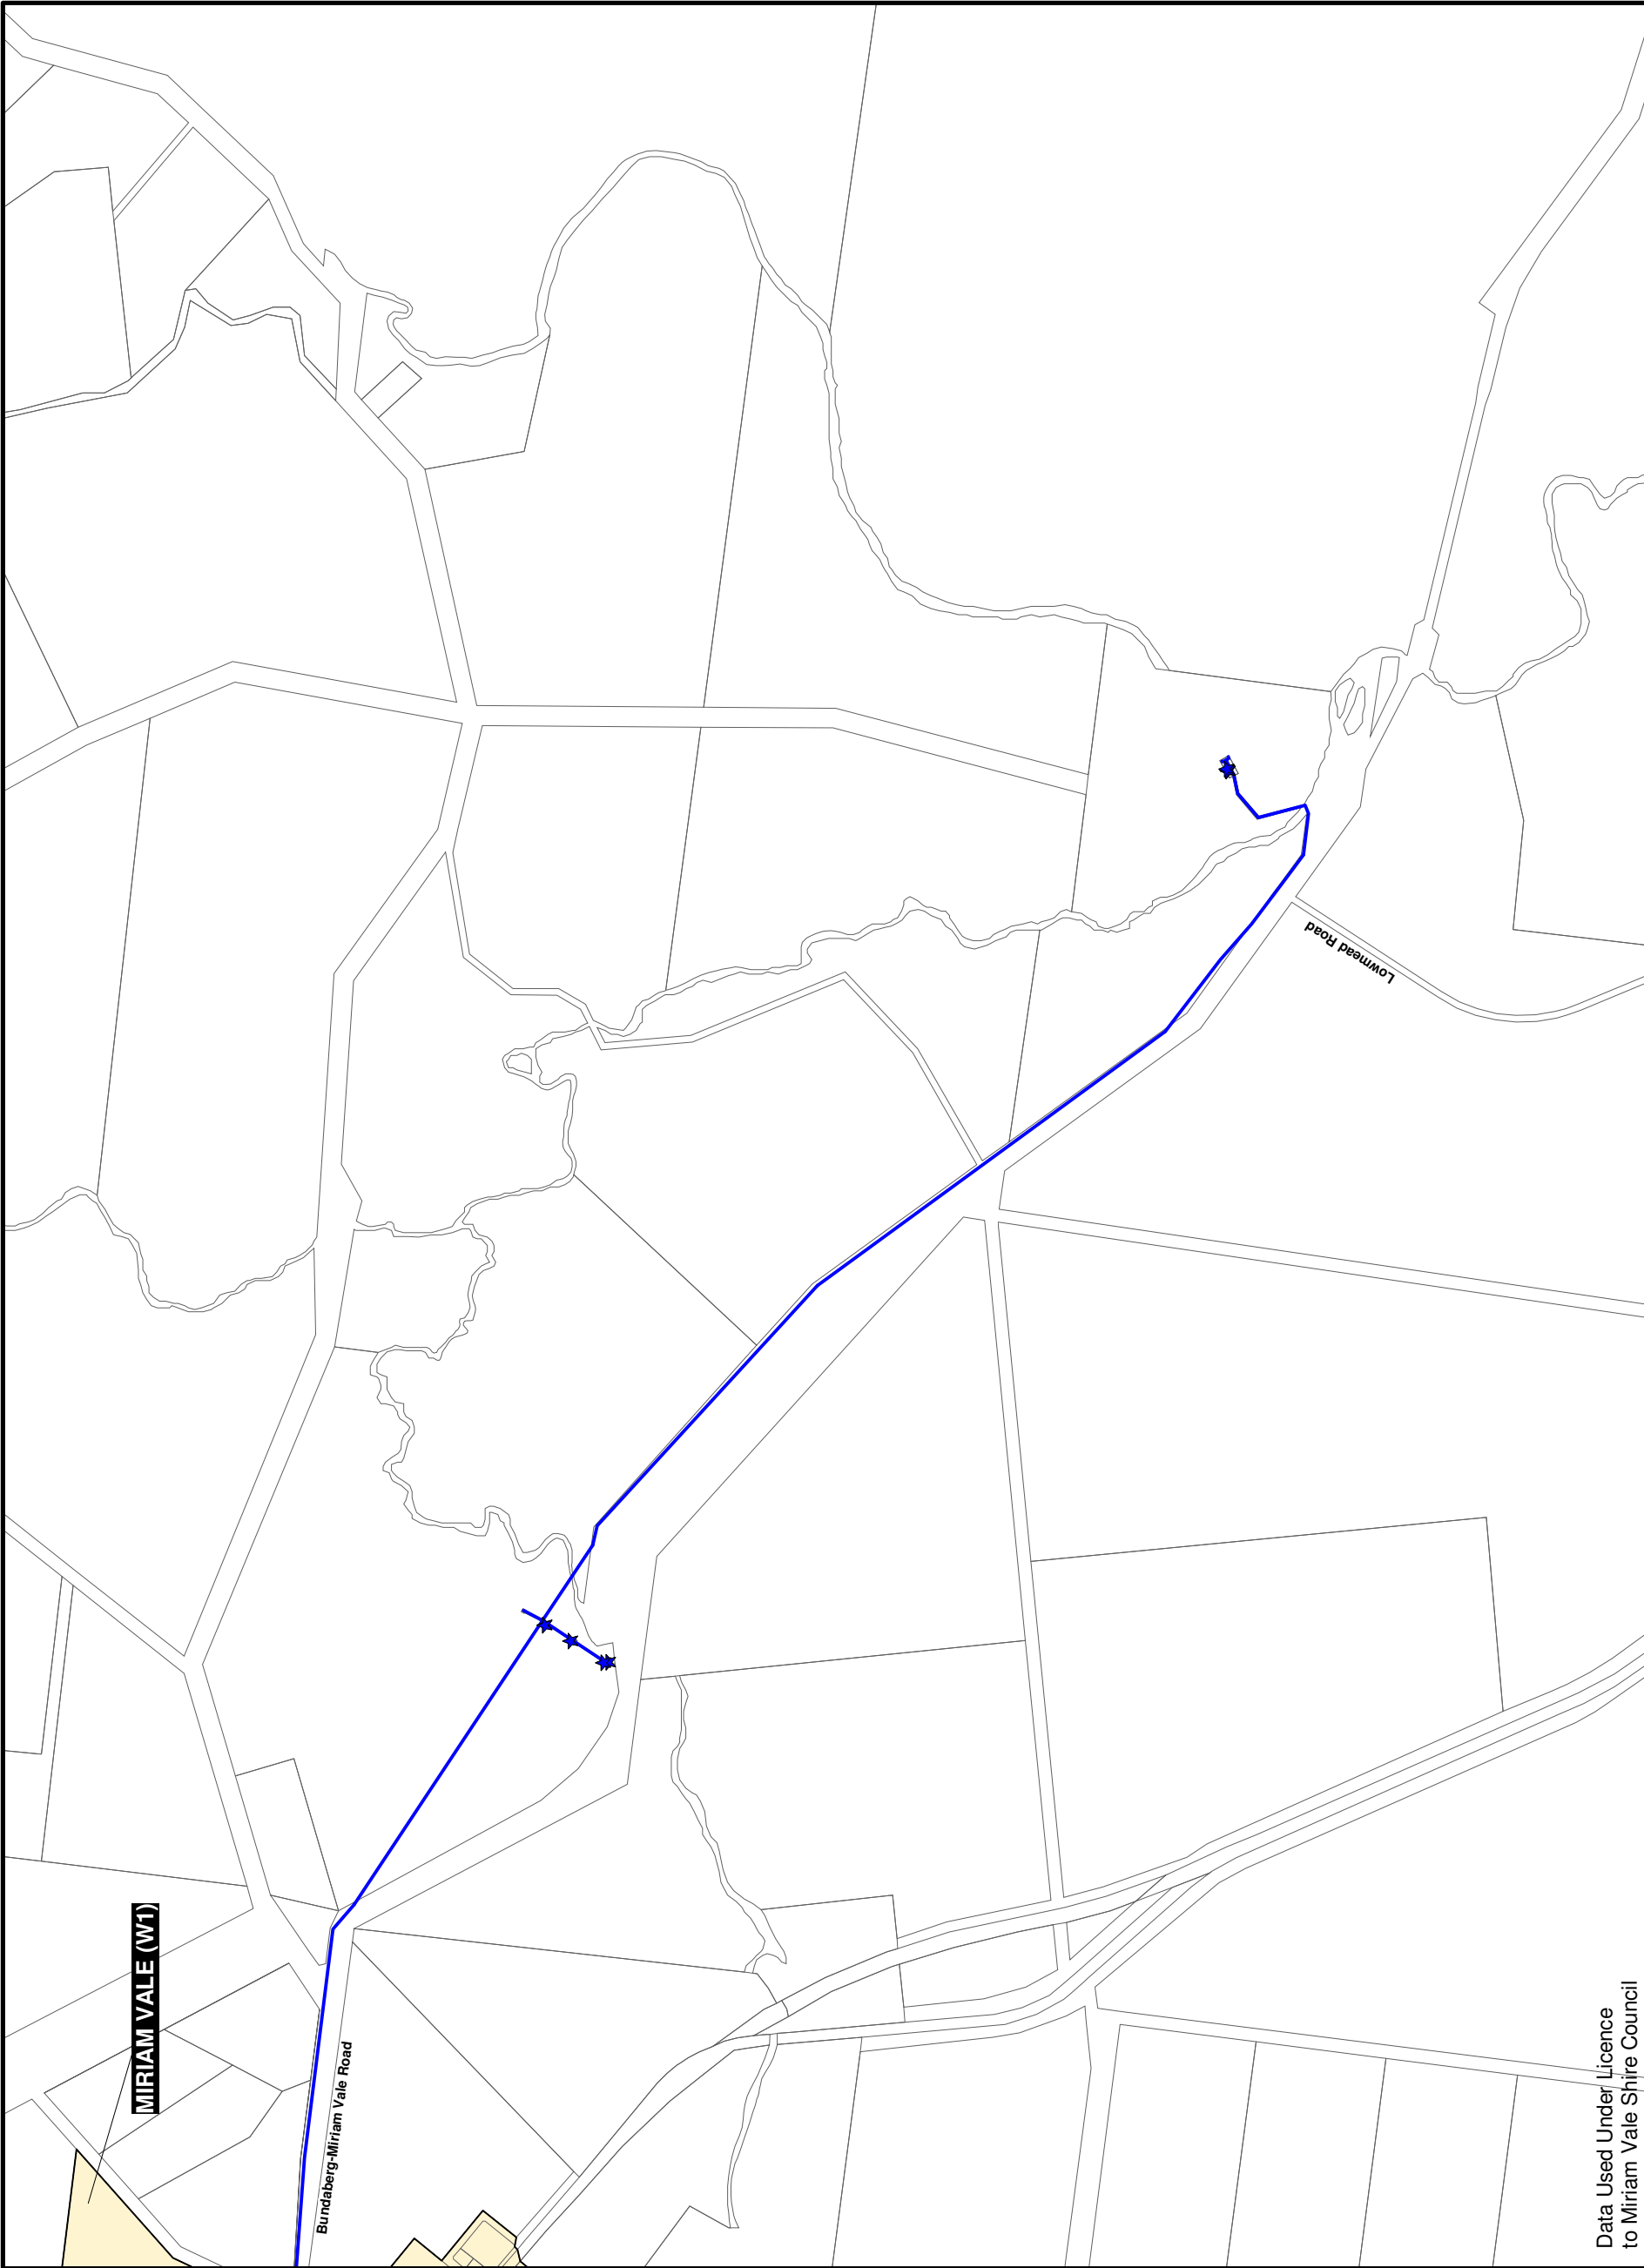 MIRIAM VALE (W1)
Bundaberg-Miriam Vale Road
Lowmead Road
Data Used Under Licence
to Miriam Vale Shire Council